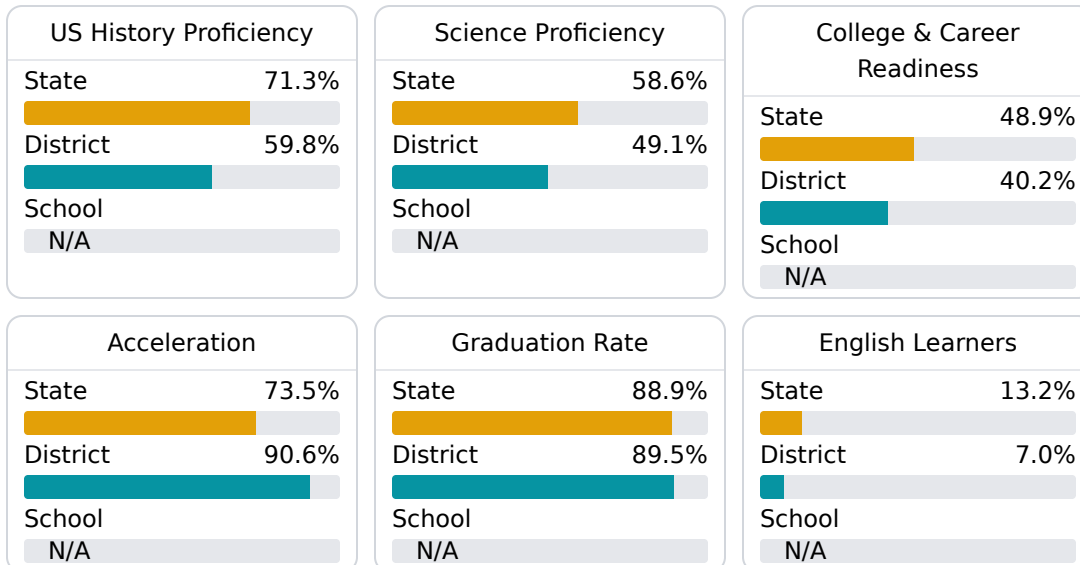 US History Proficiency
State 71.3%
District 59.8%
School
N/A
Science Proficiency
State 58.6%
District 49.1%
School
N/A
College & Career
Readiness
State 48.9%
District 40.2%
School
N/A
Acceleration
State 73.5%
District 90.6%
School
N/A
Graduation Rate
State 88.9%
District 89.5%
School
N/A
English Learners
State 13.2%
District 7.0%
School
N/A